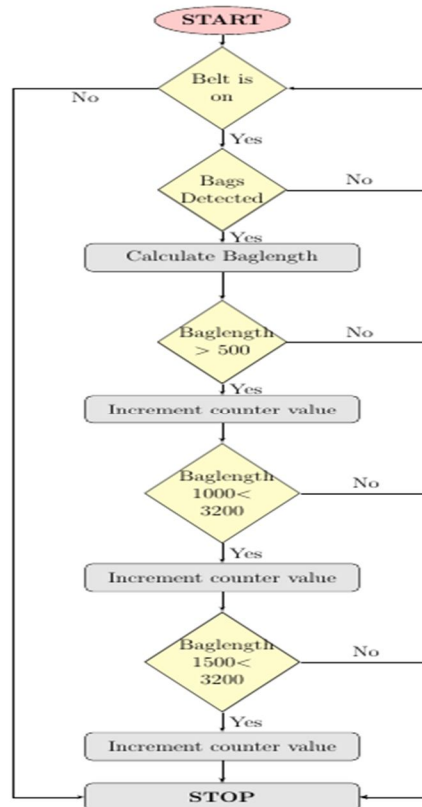 START
Belt is
on
No
Yes
Bags
Detected
No
Yes
Calculate Baglength
Baglength
> 500
No
Yes
Increment counter value
Baglength
1000<
3200
No
Yes
Increment counter value
Baglength
1500<
3200
No
Yes
Increment counter value
STOP